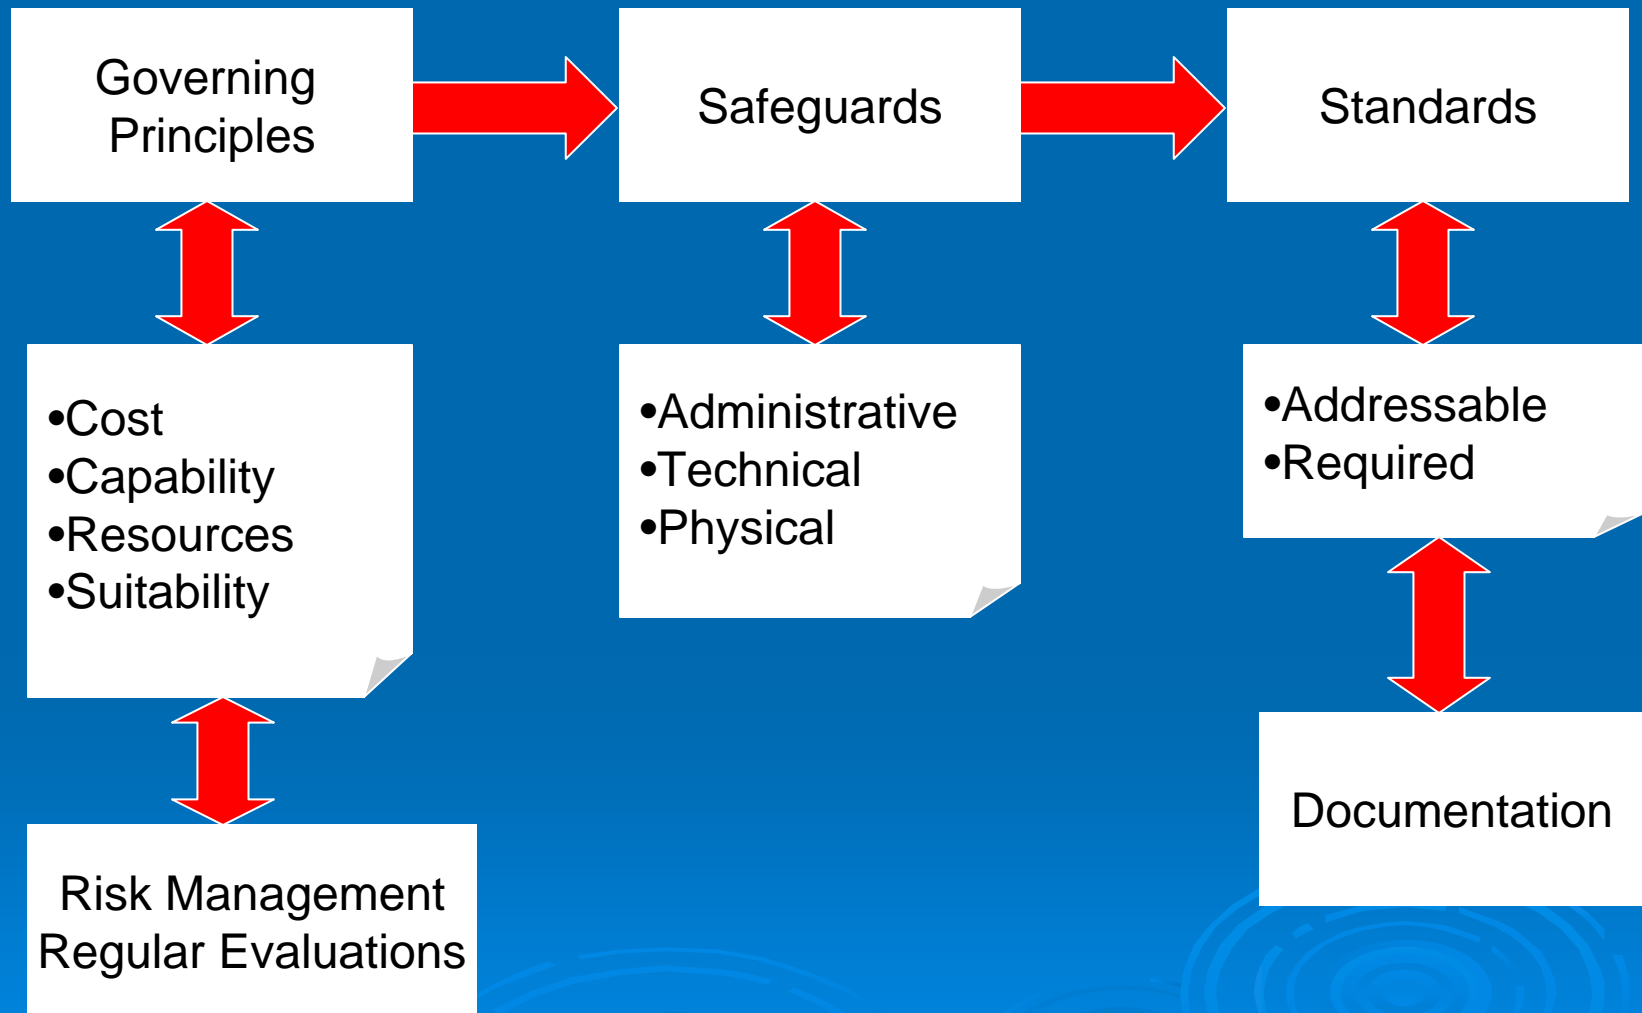 Governing
Principles
Safeguards
Standards
•Cost
•Capability
•Resources
•Suitability
•Administrative
•Technical
•Physical
•Addressable
•Required
Risk Management
Regular Evaluations
Documentation